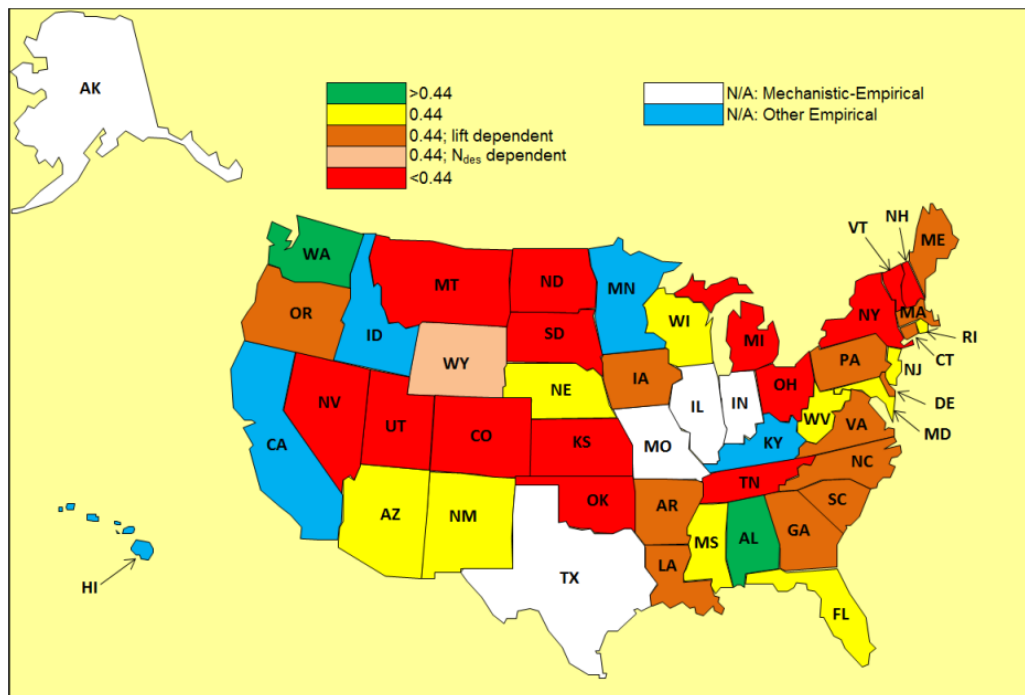 AK
>0.44
0.44
0.44; lift dependent
0.44; Ndes dependent
<0.44
N/A: Mechanistic-Empirical
N/A: Other Empirical
WA
OR
ID
MT
ND
MN
WI
MI
VT
NH
ME
NY
MA
RI
CT
PA
NJ
DE
MD
WY
SD
NE
IA
IL
IN
OH
WV
VA
CA
NV
UT
CO
KS
MO
KY
NC
TN
SC
AZ
NM
OK
AR
MS
AL
GA
LA
TX
FL
HI